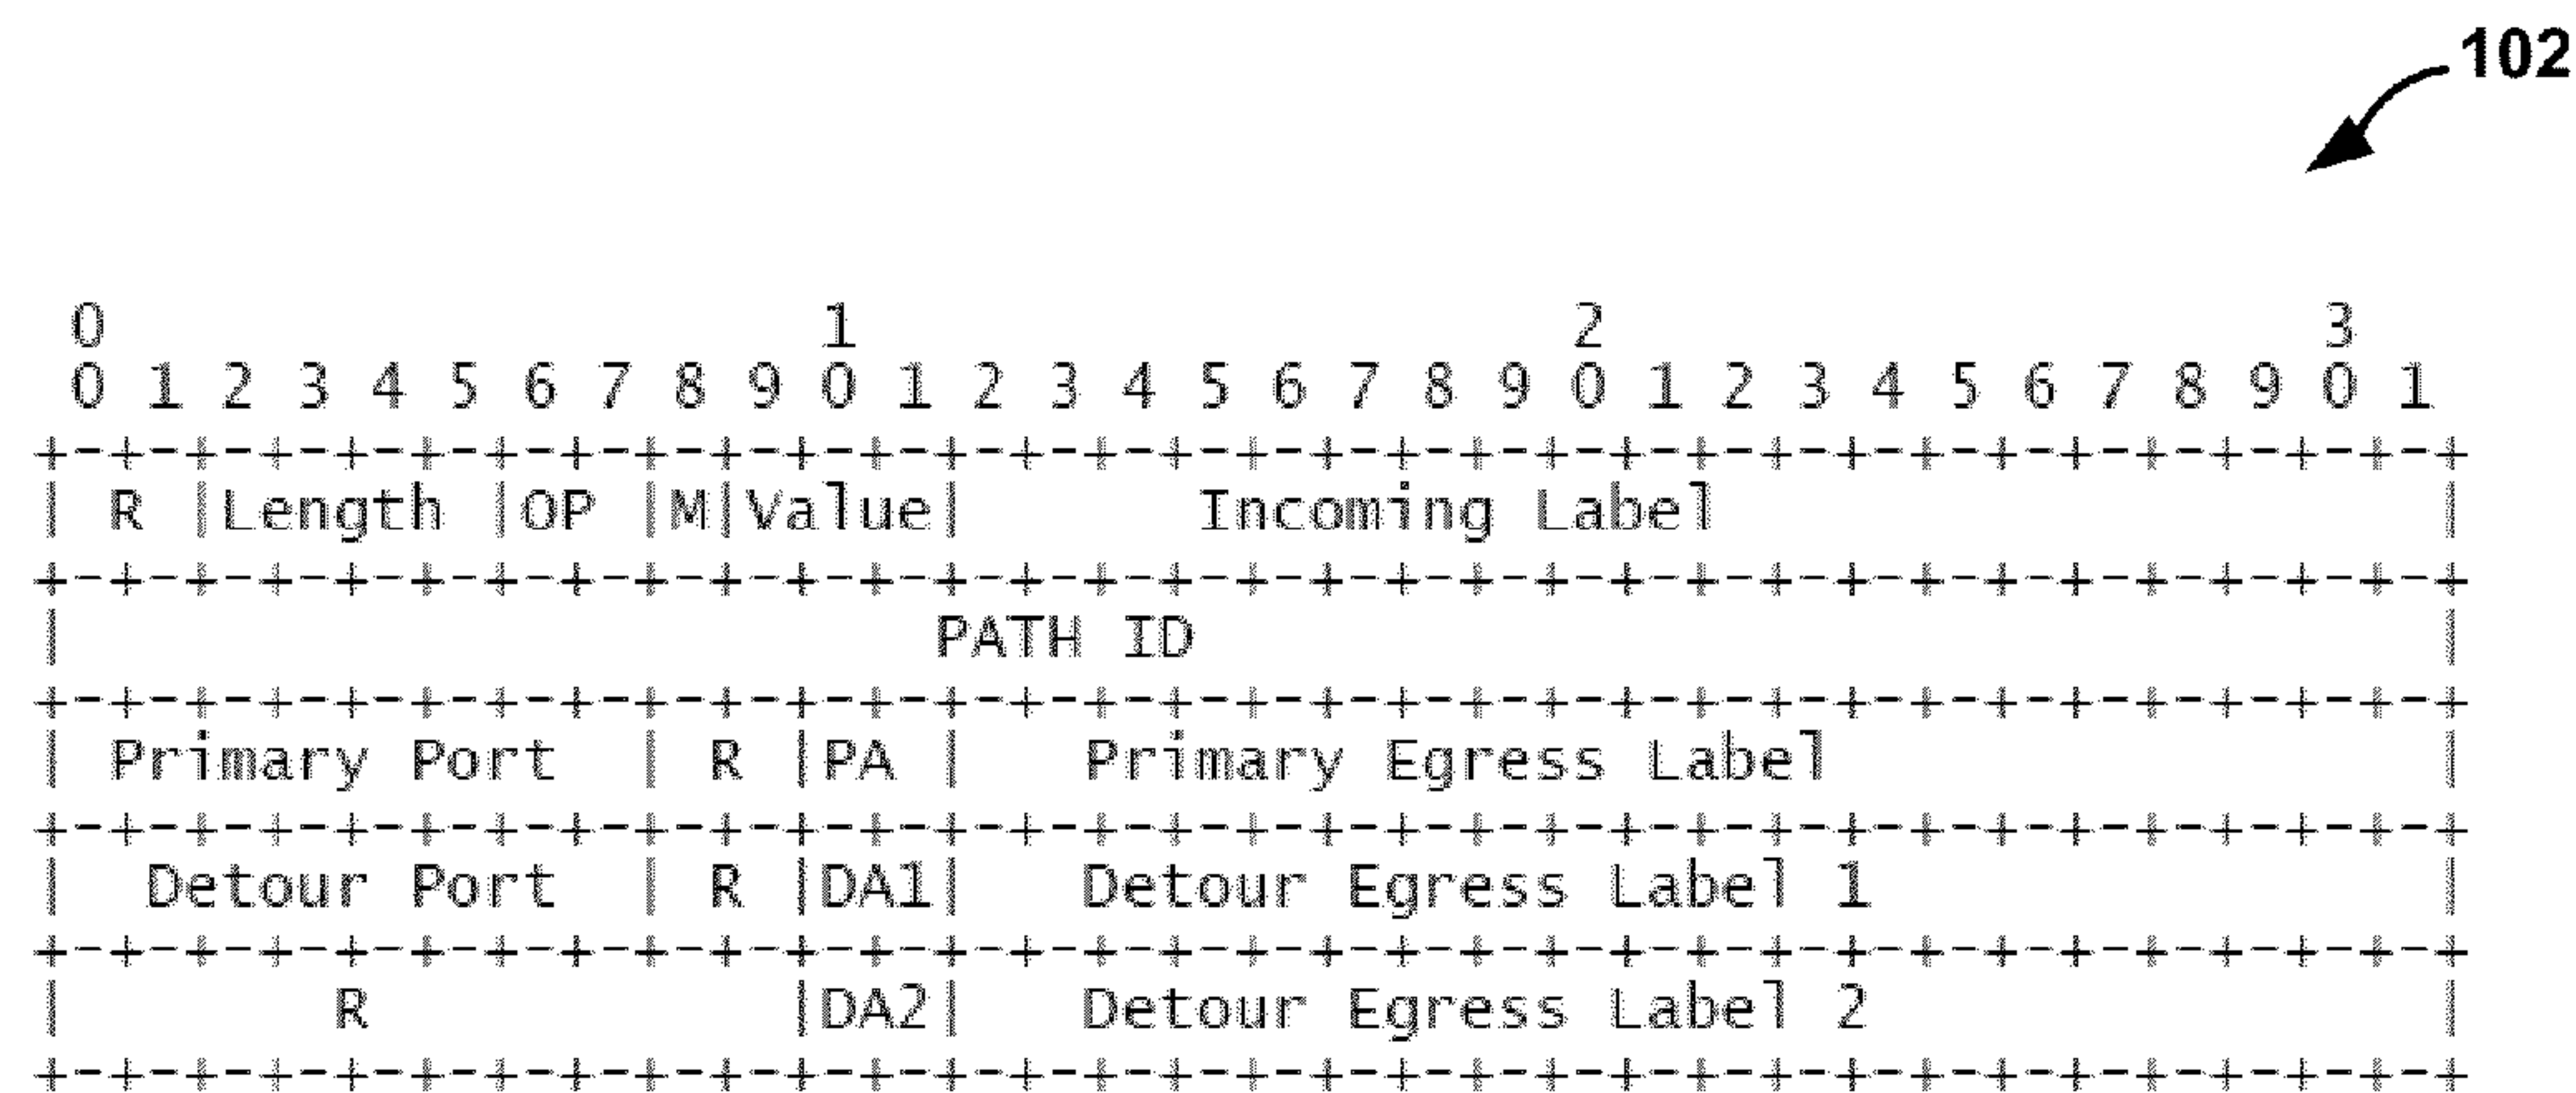 102
 0                   1                   2                   3
 0 1 2 3 4 5 6 7 8 9 0 1 2 3 4 5 6 7 8 9 0 1 2 3 4 5 6 7 8 9 0 1
+-+-+-+-+-+-+-+-+-+-+-+-+-+-+-+-+-+-+-+-+-+-+-+-+-+-+-+-+-+-+-+-+
| R |Length |OP |M|Value|      Incoming Label                   |
+-+-+-+-+-+-+-+-+-+-+-+-+-+-+-+-+-+-+-+-+-+-+-+-+-+-+-+-+-+-+-+-+
|                       PATH ID                                 |
+-+-+-+-+-+-+-+-+-+-+-+-+-+-+-+-+-+-+-+-+-+-+-+-+-+-+-+-+-+-+-+-+
| Primary Port  | R |PA |   Primary Egress Label                |
+-+-+-+-+-+-+-+-+-+-+-+-+-+-+-+-+-+-+-+-+-+-+-+-+-+-+-+-+-+-+-+-+
|  Detour Port  | R |DA1|   Detour Egress Label 1               |
+-+-+-+-+-+-+-+-+-+-+-+-+-+-+-+-+-+-+-+-+-+-+-+-+-+-+-+-+-+-+-+-+
|       R           |DA2|   Detour Egress Label 2               |
+-+-+-+-+-+-+-+-+-+-+-+-+-+-+-+-+-+-+-+-+-+-+-+-+-+-+-+-+-+-+-+-+